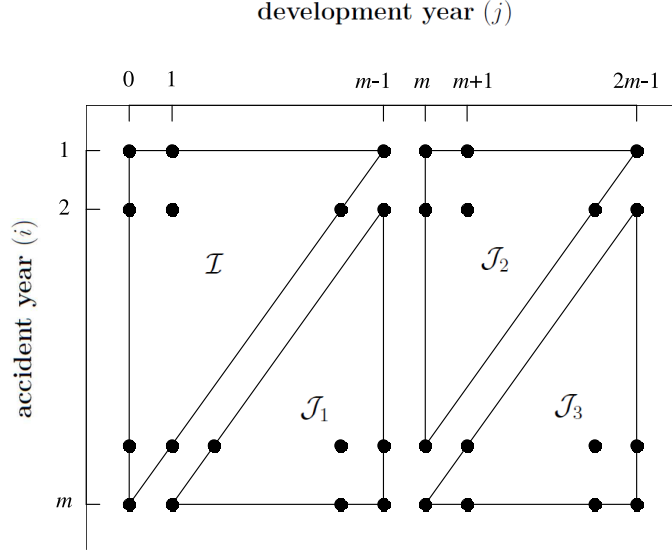 development year (j)
0 1 m-1 m m+1 2m-1
1
2
accident year (i)
ℐ
𝒥₂
𝒥₁
𝒥₃
m